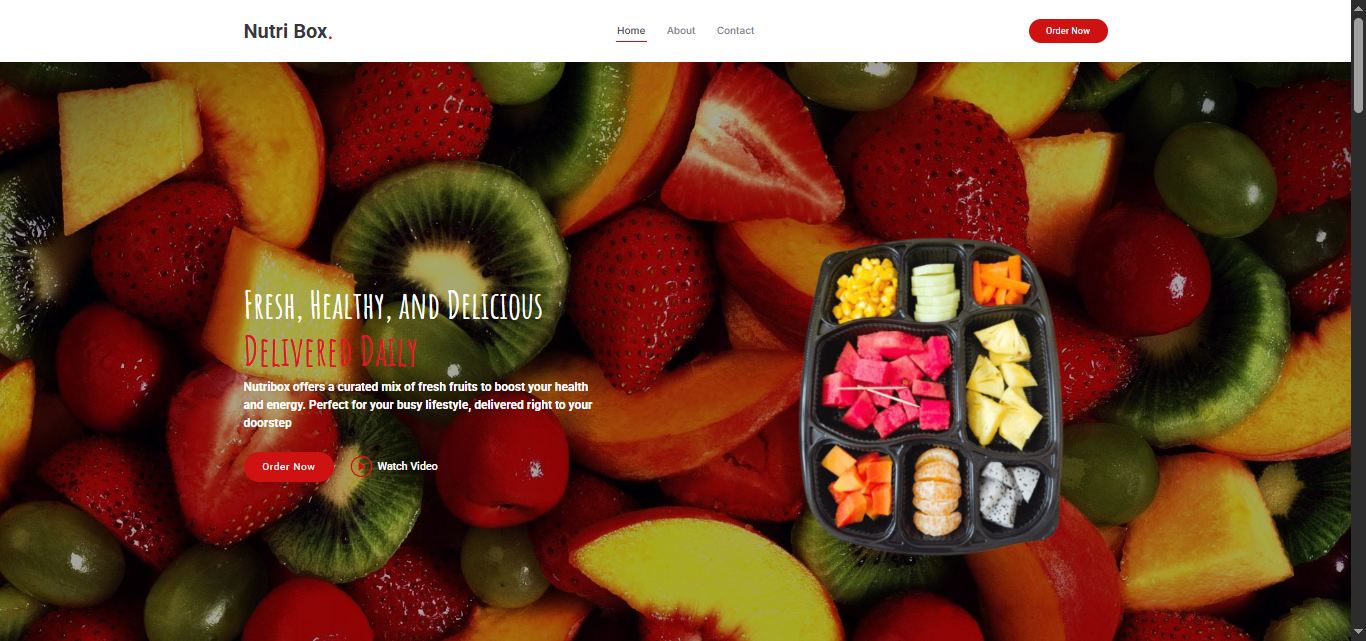 Nutri Box.
Home About Contact
Order Now
Fresh, Healthy, and Delicious
Delivered Daily
Nutribox offers a curated mix of fresh fruits to boost your health
and energy. Perfect for your busy lifestyle, delivered right to your
doorstep
Order Now
Watch Video